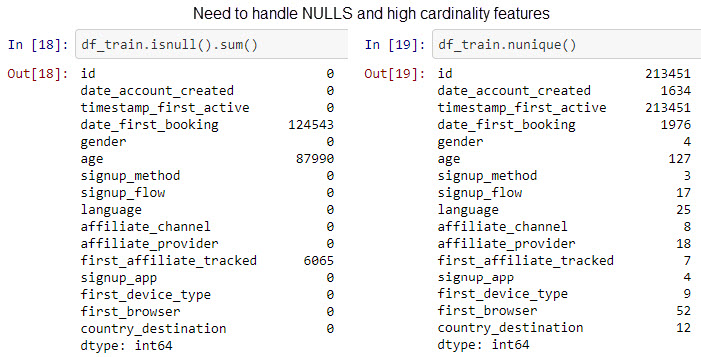 Need to handle NULLS and high cardinality features
In [18]: df_train.isnull().sum()
Out[18]: id 0
date_account_created 0
timestamp_first_active 0
date_first_booking 124543
gender 0
age 87990
signup_method 0
signup_flow 0
language 0
affiliate_channel 0
affiliate_provider 0
first_affiliate_tracked 6065
signup_app 0
first_device_type 0
first_browser 0
country_destination 0
dtype: int64
In [19]: df_train.nunique()
Out[19]: id 213451
date_account_created 1634
timestamp_first_active 213451
date_first_booking 1976
gender 4
age 127
signup_method 3
signup_flow 17
language 25
affiliate_channel 8
affiliate_provider 18
first_affiliate_tracked 7
signup_app 4
first_device_type 9
first_browser 52
country_destination 12
dtype: int64